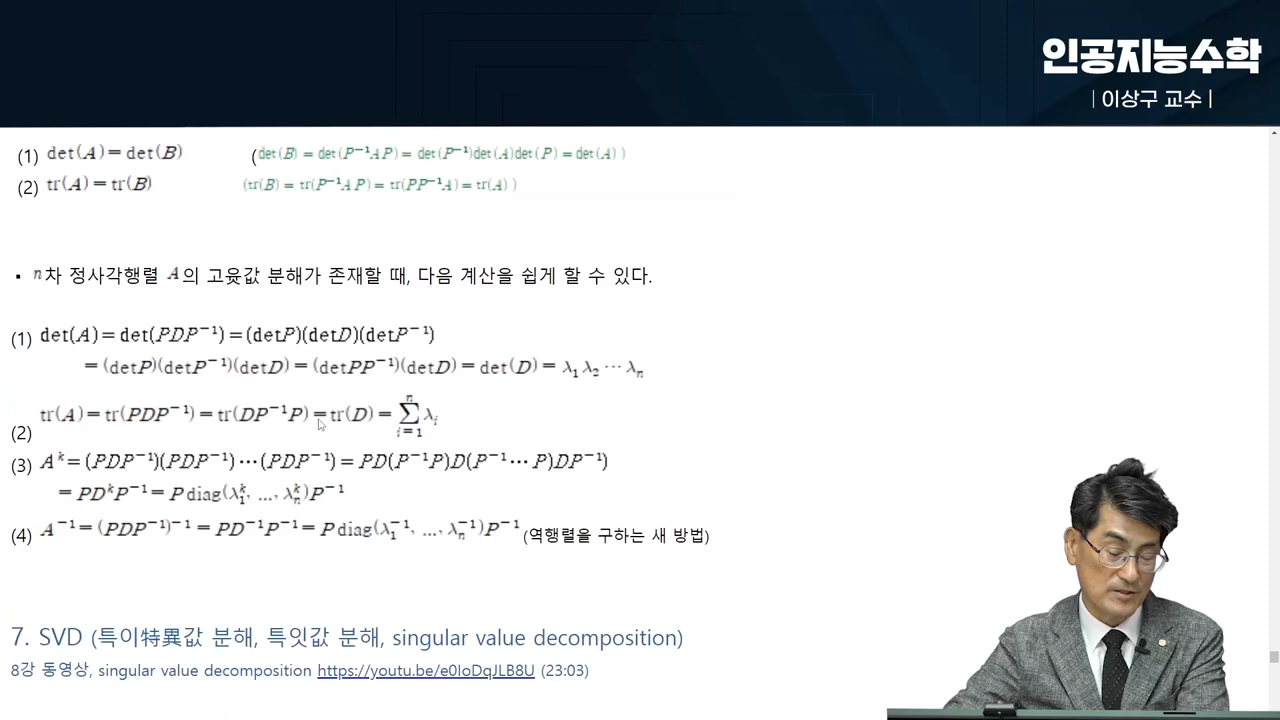 인공지능수학
| 이상구 교수 |
(1) det(A) = det(B) (det(B) = det(P⁻¹AP) = det(P⁻¹)det(A)det(P) = det(A) )
(2) tr(A) = tr(B) (tr(B) = tr(P⁻¹AP) = tr(PP⁻¹A) = tr(A) )
▪ n차 정사각행렬 A의 고윳값 분해가 존재할 때, 다음 계산을 쉽게 할 수 있다.
(1) det(A) = det(PDP⁻¹) = (detP)(detD)(detP⁻¹)
= (detP)(detP⁻¹)(detD) = (detPP⁻¹)(detD) = det(D) = λ₁λ₂ ⋯ λₙ
(2) tr(A) = tr(PDP⁻¹) = tr(DP⁻¹P) = tr(D) = ∑ᵢ₌₁ⁿ λᵢ
(3) Aᵏ = (PDP⁻¹)(PDP⁻¹)⋯(PDP⁻¹) = PD(P⁻¹P)D(P⁻¹⋯ P)DP⁻¹)
= PDᵏP⁻¹ = P diag(λ₁ᵏ, ..., λₙᵏ)P⁻¹
(4) A⁻¹ = (PDP⁻¹)⁻¹ = PD⁻¹P⁻¹ = P diag(λ₁⁻¹, ..., λₙ⁻¹)P⁻¹ (역행렬을 구하는 새 방법)
7. SVD (특이特異값 분해, 특잇값 분해, singular value decomposition)
8강 동영상, singular value decomposition https://youtu.be/e0IoDqJLB8U (23:03)